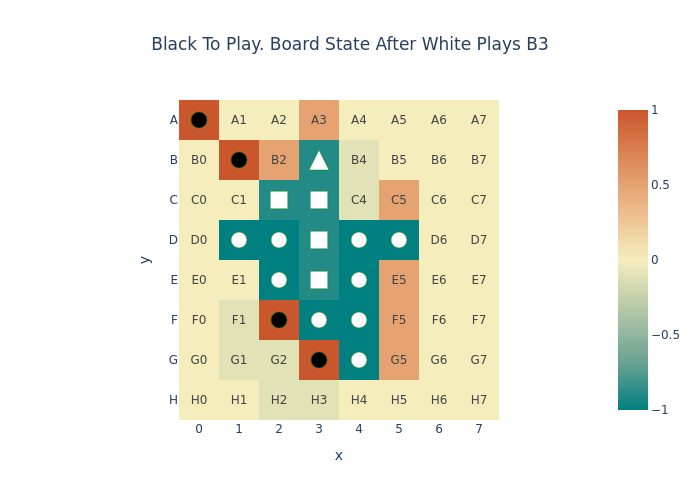 Black To Play. Board State After White Plays B3
A A1 A2 A3 A4 A5 A6 A7
B B0 B2 B4 B5 B6 B7
C C0 C1 C4 C5 C6 C7
D D0 D6 D7
E E0 E1 E5 E6 E7
F F0 F1 F5 F6 F7
G G0 G1 G2 G5 G6 G7
H H0 H1 H2 H3 H4 H5 H6 H7
0 1 2 3 4 5 6 7
x
y
1
0.5
0
−0.5
−1